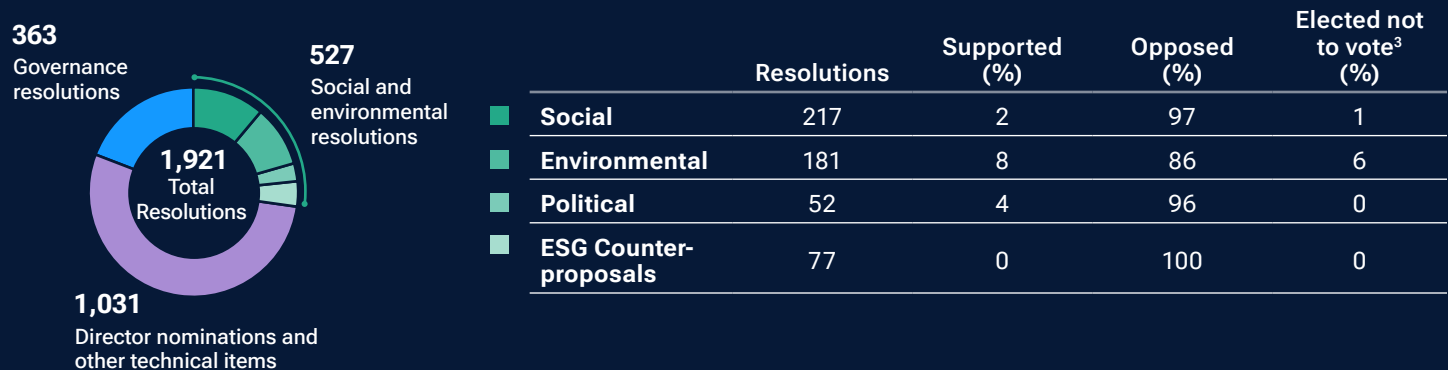 363
Governance
resolutions
527
Social and
environmental
resolutions
1,921
Total
Resolutions
1,031
Director nominations and
other technical items
Resolutions
Supported
(%)
Opposed
(%)
Elected not
to vote³
(%)
Social 217 2 97 1
Environmental 181 8 86 6
Political 52 4 96 0
ESG Counter-
proposals 77 0 100 0